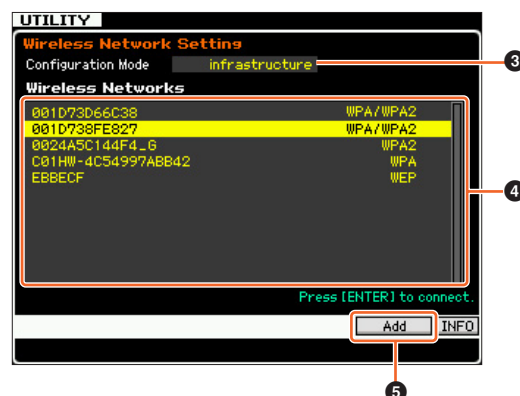 UTILITY
Wireless Network Setting
Configuration Mode infrastructure
3
Wireless Networks
001D73D66C38 WPA/WPA2
001D738FE827 WPA/WPA2
0024A5C144F4_G WPA2
C01HW-4C54997ABB42 WPA
EBBECF WEP
4
Press [ENTER] to connect.
Add INFO
5